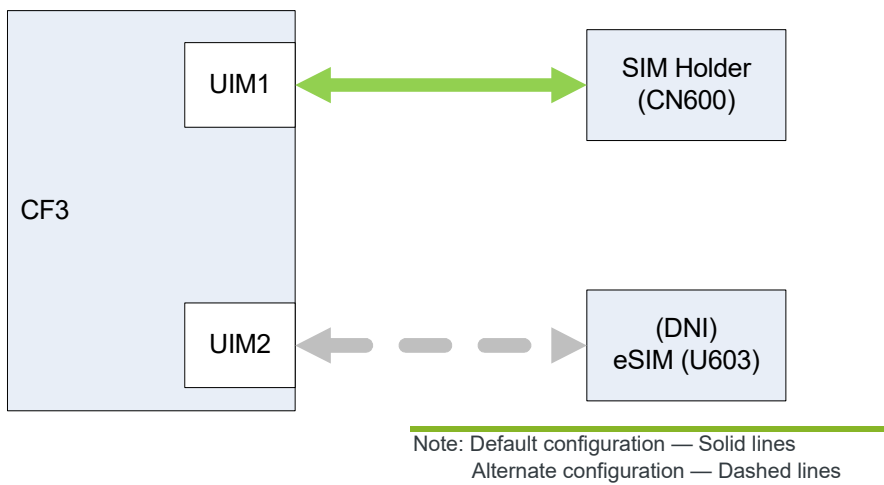 UIM1
SIM Holder
(CN600)
CF3
UIM2
(DNI)
eSIM (U603)
Note: Default configuration — Solid lines
Alternate configuration — Dashed lines